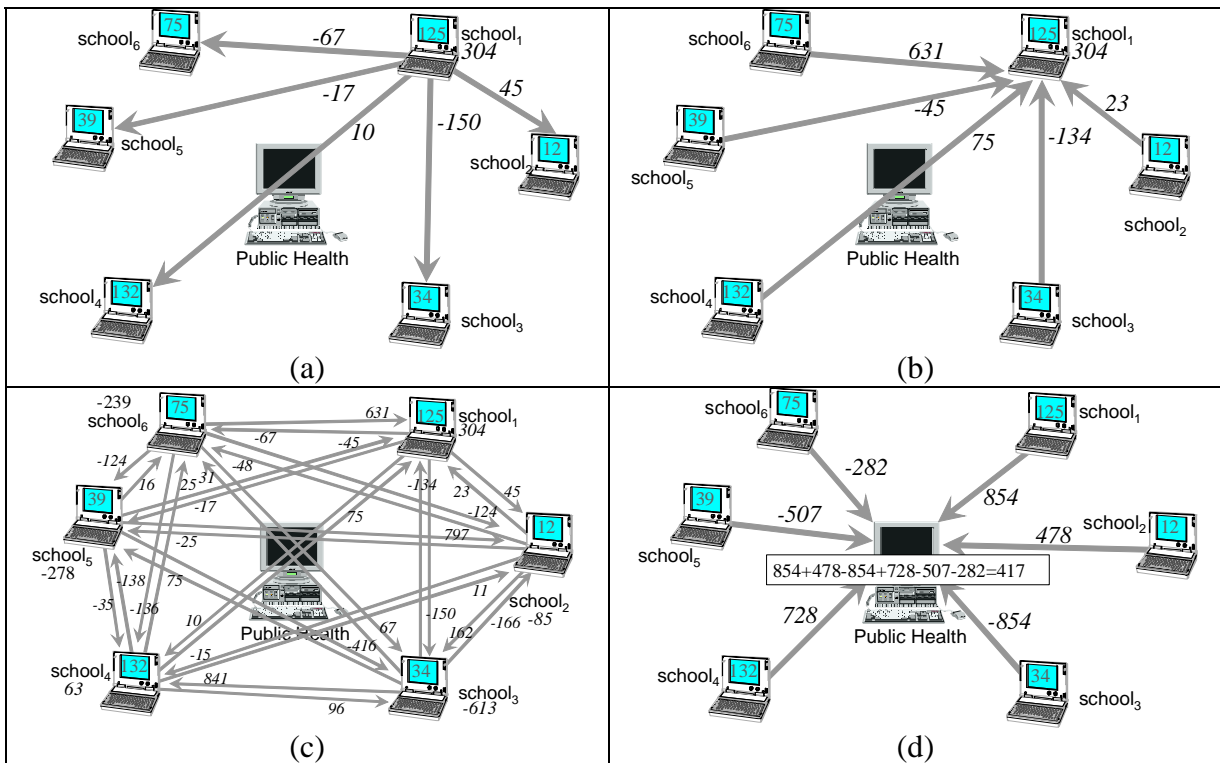 75
school6
-67
125
school1
304
45
-17
39
school5
10
-150
12
school2
Public Health
school4
132
34
school3
(a)
75
school6
631
125
school1
304
-45
23
39
school5
75
-134
12
school2
Public Health
school4
132
34
school3
(b)
-239
school6
75
631
125
school1
304
-67
-45
-124
-48
16
25
31
-134
23
45
39
-17
75
-124
12
school5
-278
-25
797
-138
75
11
school2
-85
-35
-136
10
Public Health
67
-150
162
-166
-15
-416
school4
63
132
841
34
school3
-613
96
(c)
school6
75
125
school1
-282
854
39
school5
-507
478
school2
12
854+478-854+728-507-282=417
728
Public Health
-854
school4
132
34
school3
(d)